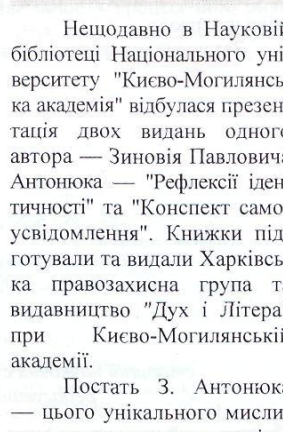 Нещодавно в Науковій
бібліотеці Національного уні
верситету "Києво-Могилянсь
ка академія" відбулася презен
тація двох видань одного
автора — Зиновія Павловича
Антонюка — "Рефлексії іден
тичності" та "Конспект само
усвідомлення". Книжки під
готували та видали Харківсь
ка правозахисна група та
видавництво "Дух і Літера
при Києво-Могилянській
академії.
Постать З. Антонюка
— цього унікального мисли